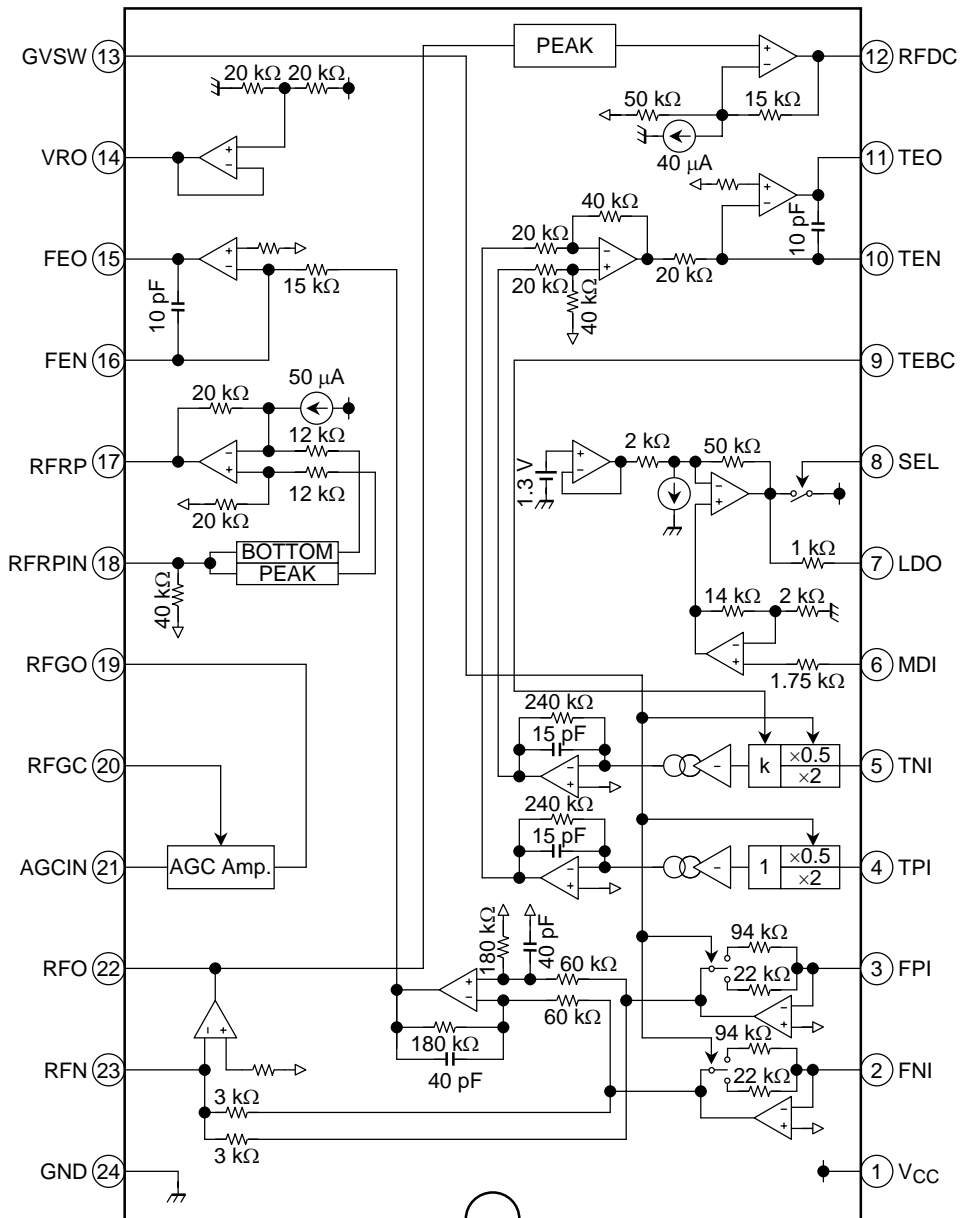 GVSW 13
PEAK
12 RFDC
20 kΩ 20 kΩ
50 kΩ
15 kΩ
40 μA
VRO 14
+
−
11 TEO
40 kΩ
10 pF
20 kΩ
FEO 15
15 kΩ
10 pF
20 kΩ
20 kΩ
40 kΩ
10 TEN
FEN 16
9 TEBC
50 μA
20 kΩ
12 kΩ
RFRP 17
12 kΩ
20 kΩ
2 kΩ
50 kΩ
1.3 V
8 SEL
RFRPIN 18
BOTTOM
PEAK
40 kΩ
1 kΩ
7 LDO
14 kΩ
2 kΩ
RFGO 19
1.75 kΩ
6 MDI
240 kΩ
15 pF
RFGC 20
k
×0.5
×2
5 TNI
240 kΩ
15 pF
AGCIN 21
AGC Amp.
1
×0.5
×2
4 TPI
180 kΩ
40 pF
94 kΩ
RFO 22
60 kΩ
60 kΩ
22 kΩ
3 FPI
180 kΩ
40 pF
94 kΩ
RFN 23
22 kΩ
2 FNI
3 kΩ
3 kΩ
GND 24
1 VCC